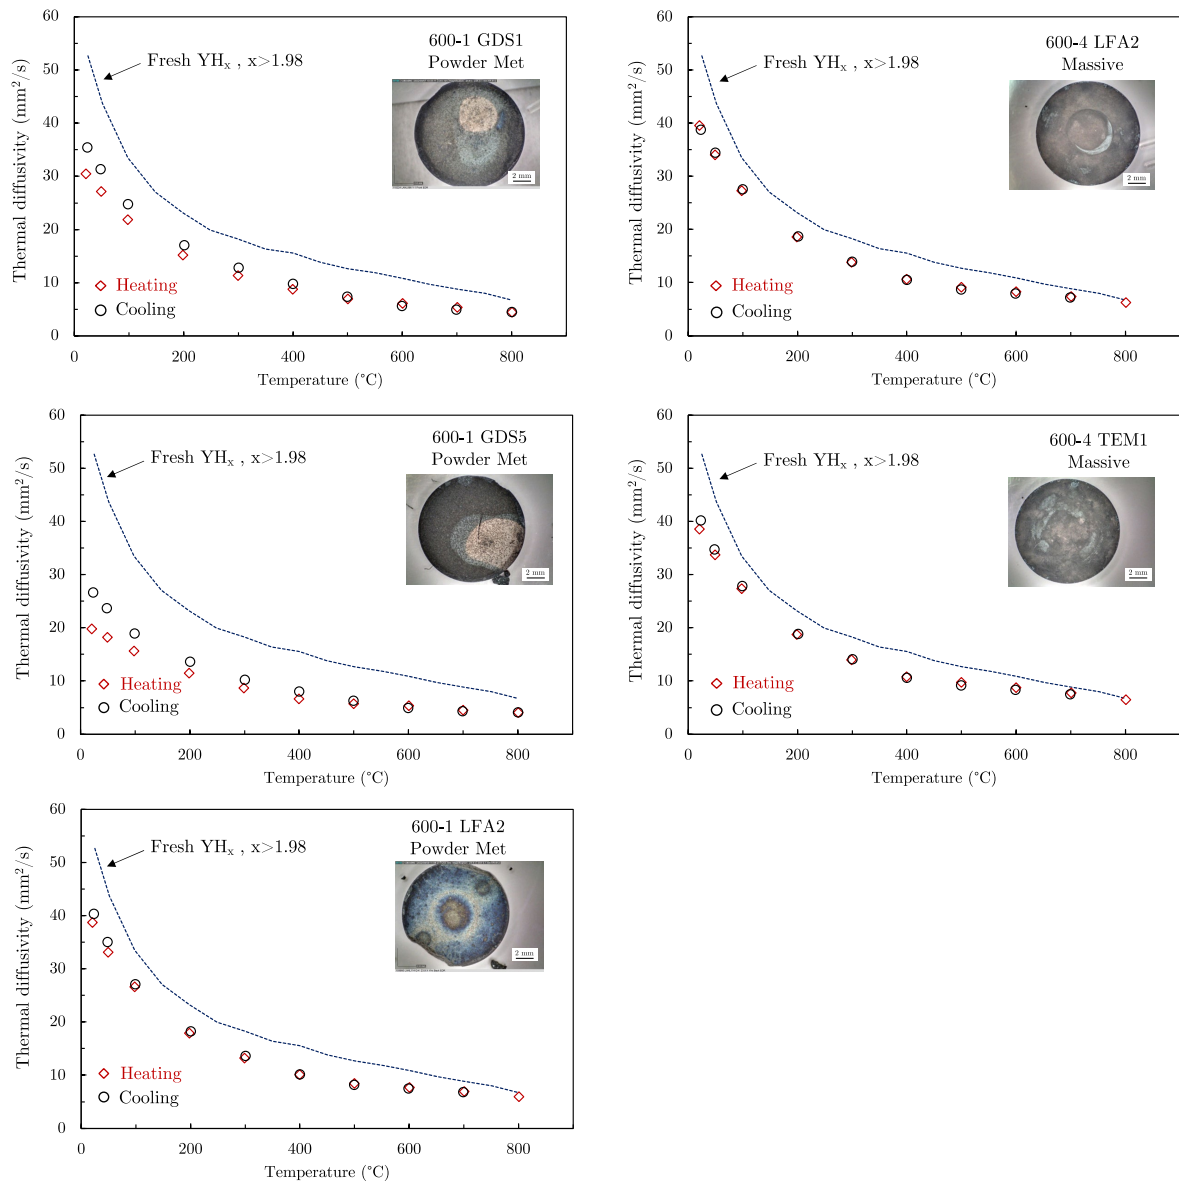 60
50
40
30
20
10
0
Thermal diffusivity (mm²/s)
Fresh YHₓ , x>1.98
600-1 GDS1
Powder Met
2 mm
Heating
Cooling
0 200 400 600 800
Temperature (°C)
60
50
40
30
20
10
0
Thermal diffusivity (mm²/s)
Fresh YHₓ , x>1.98
600-4 LFA2
Massive
2 mm
Heating
Cooling
0 200 400 600 800
Temperature (°C)
60
50
40
30
20
10
0
Thermal diffusivity (mm²/s)
Fresh YHₓ , x>1.98
600-1 GDS5
Powder Met
2 mm
Heating
Cooling
0 200 400 600 800
Temperature (°C)
60
50
40
30
20
10
0
Thermal diffusivity (mm²/s)
Fresh YHₓ , x>1.98
600-4 TEM1
Massive
2 mm
Heating
Cooling
0 200 400 600 800
Temperature (°C)
60
50
40
30
20
10
0
Thermal diffusivity (mm²/s)
Fresh YHₓ , x>1.98
600-1 LFA2
Powder Met
2 mm
Heating
Cooling
0 200 400 600 800
Temperature (°C)